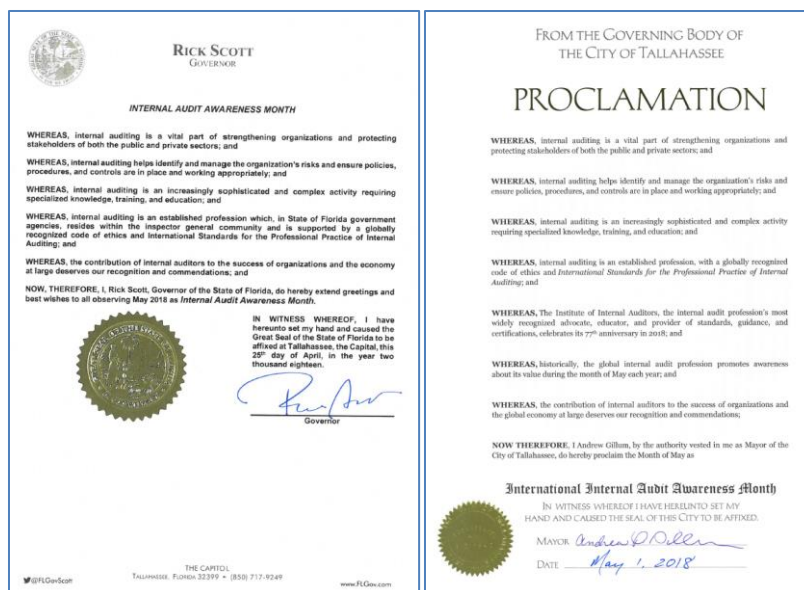 RICK SCOTT
GOVERNOR
INTERNAL AUDIT AWARENESS MONTH
WHEREAS, internal auditing is a vital part of strengthening organizations and protecting
stakeholders of both the public and private sectors; and
WHEREAS, internal auditing helps identify and manage the organization's risks and ensure policies,
procedures, and controls are in place and working appropriately; and
WHEREAS, internal auditing is an increasingly sophisticated and complex activity requiring
specialized knowledge, training, and education; and
WHEREAS, internal auditing is an established profession which, in State of Florida government
agencies, resides within the inspector general community and is supported by a globally
recognized code of ethics and International Standards for the Professional Practice of Internal
Auditing; and
WHEREAS, the contribution of internal auditors to the success of organizations and the economy
at large deserves our recognition and commendations; and
NOW, THEREFORE, I, Rick Scott, Governor of the State of Florida, do hereby extend greetings and
best wishes to all observing May 2018 as Internal Audit Awareness Month.
IN WITNESS WHEREOF, I have
hereunto set my hand and caused the
Great Seal of the State of Florida to be
affixed at Tallahassee, the Capital, this
25th day of April, in the year two
thousand eighteen.
Governor
THE CAPITOL
TALLAHASSEE, FLORIDA 32399 • (850) 717-9249
@FLGovScott
www.FLGov.com
FROM THE GOVERNING BODY OF
THE CITY OF TALLAHASSEE
PROCLAMATION
WHEREAS, internal auditing is a vital part of strengthening organizations and
protecting stakeholders of both the public and private sectors; and
WHEREAS, internal auditing helps identify and manage the organization's risks and
ensure policies, procedures, and controls are in place and working appropriately; and
WHEREAS, internal auditing is an increasingly sophisticated and complex activity
requiring specialized knowledge, training, and education; and
WHEREAS, internal auditing is an established profession, with a globally recognized
code of ethics and International Standards for the Professional Practice of Internal
Auditing; and
WHEREAS, The Institute of Internal Auditors, the internal audit profession's most
widely recognized advocate, educator, and provider of standards, guidance, and
certifications, celebrates its 77th anniversary in 2018; and
WHEREAS, historically, the global internal audit profession promotes awareness
about its value during the month of May each year; and
WHEREAS, the contribution of internal auditors to the success of organizations and
the global economy at large deserves our recognition and commendations;
NOW THEREFORE, I Andrew Gillum, by the authority vested in me as Mayor of the
City of Tallahassee, do hereby proclaim the Month of May as
International Internal Audit Awareness Month
IN WITNESS WHEREOF I HAVE HEREUNTO SET MY
HAND AND CAUSED THE SEAL OF THIS CITY TO BE AFFIXED.
MAYOR
DATE May 1, 2018